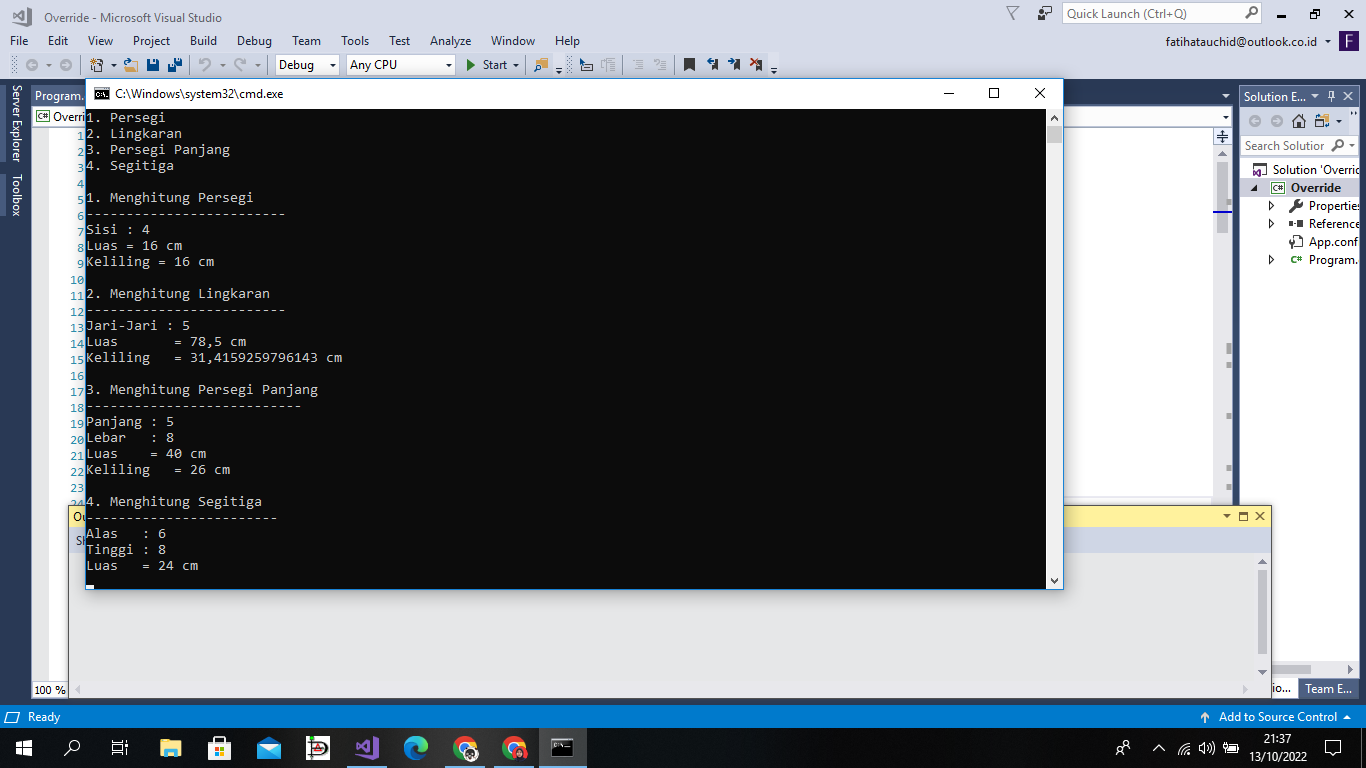 Override - Microsoft Visual Studio
Quick Launch (Ctrl+Q)
File Edit View Project Build Debug Team Tools Test Analyze Window Help
fatihatauchid@outlook.co.id F
Debug Any CPU Start
Server Explorer
Toolbox
Program.
C# Overri
C:\Windows\system32\cmd.exe
1. Persegi
2. Lingkaran
3. Persegi Panjang
4. Segitiga
1. Menghitung Persegi
-------------------------
Sisi : 4
Luas = 16 cm
Keliling = 16 cm
2. Menghitung Lingkaran
-------------------------
Jari-Jari : 5
Luas = 78,5 cm
Keliling = 31,4159259796143 cm
3. Menghitung Persegi Panjang
---------------------------
Panjang : 5
Lebar : 8
Luas = 40 cm
Keliling = 26 cm
4. Menghitung Segitiga
------------------------
Alas : 6
Tinggi : 8
Luas = 24 cm
1
2
3
4
5
6
7
8
9
10
11
12
13
14
15
16
17
18
19
20
21
22
23
24
Ou
Sh
100 %
Solution E...
Search Solution
Solution 'Overric
C# Override
Properties
Reference
App.conf
C# Program.
io... Team E...
Ready
Add to Source Control
21:37
13/10/2022